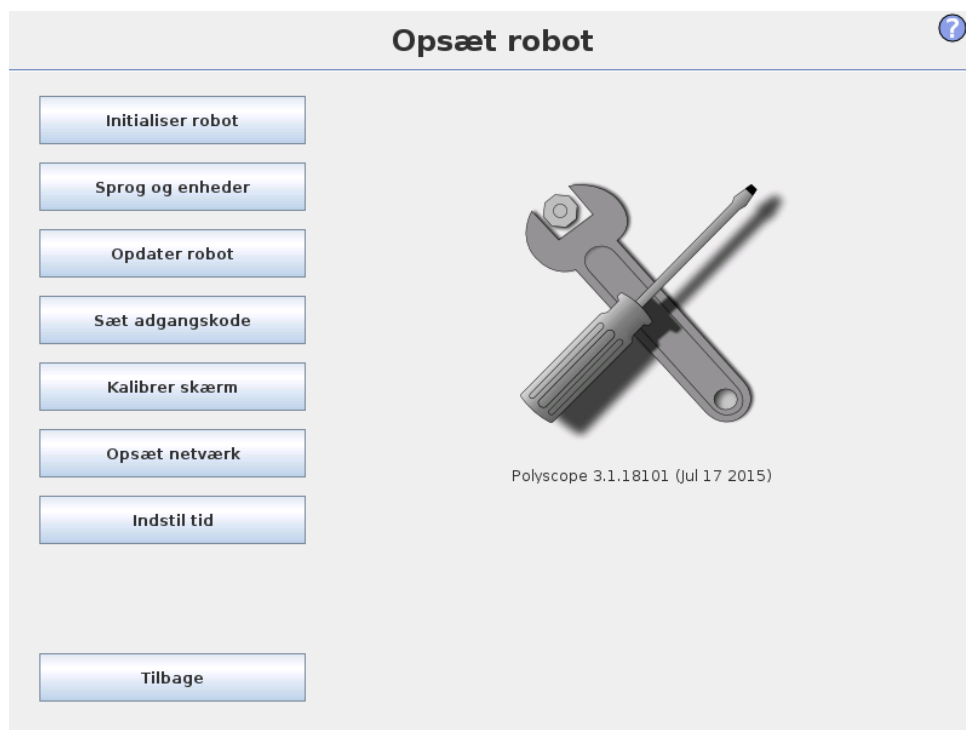 Opsæt robot
?
Initialiser robot
Sprog og enheder
Opdater robot
Sæt adgangskode
Kalibrer skærm
Opsæt netværk
Indstil tid
Polyscope 3.1.18101 (Jul 17 2015)
Tilbage